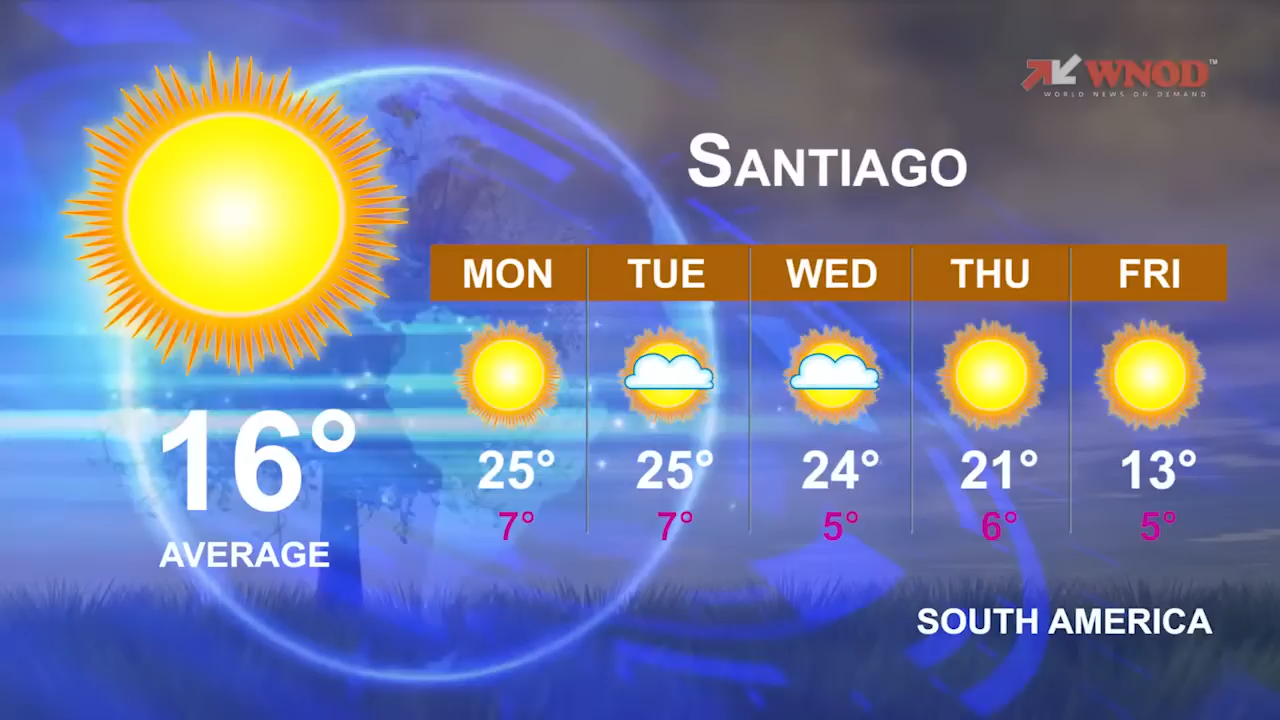 WNOD™
WORLD NEWS ON DEMAND
SANTIAGO
MON TUE WED THU FRI
25° 25° 24° 21° 13°
7° 7° 5° 6° 5°
16°
AVERAGE
SOUTH AMERICA